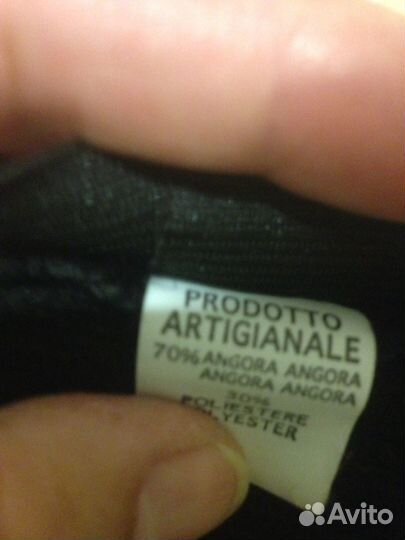 PRODOTTO
ARTIGIANALE
70% ANGORA ANGORA
ANGORA ANGORA
30%
POLIESTERE
POLYESTER
Avito